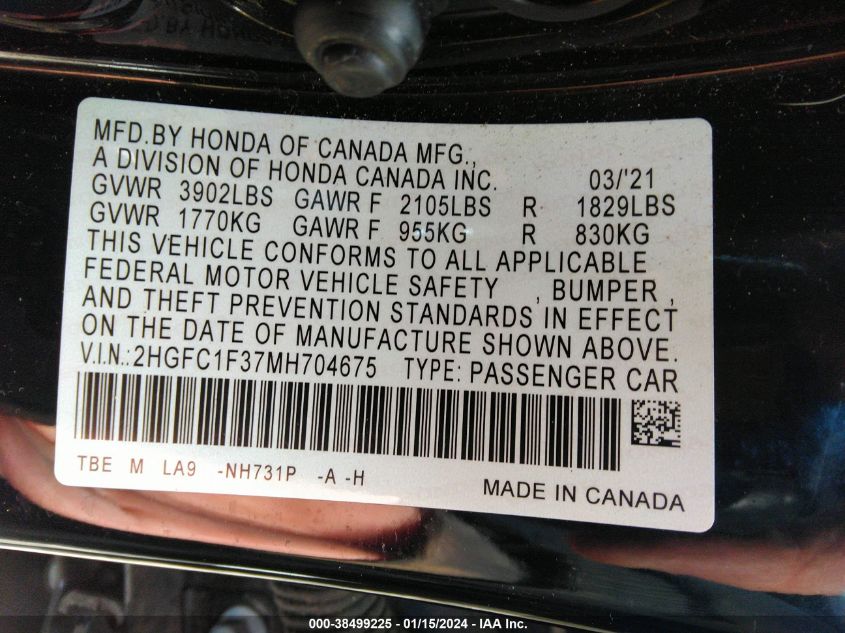 MFD.BY HONDA OF CANADA MFG.,
A DIVISION OF HONDA CANADA INC. 03/'21
GVWR 3902LBS GAWR F 2105LBS R 1829LBS
GVWR 1770KG GAWR F 955KG R 830KG
THIS VEHICLE CONFORMS TO ALL APPLICABLE
FEDERAL MOTOR VEHICLE SAFETY , BUMPER ,
AND THEFT PREVENTION STANDARDS IN EFFECT
ON THE DATE OF MANUFACTURE SHOWN ABOVE.
V.I.N.:2HGFC1F37MH704675 TYPE: PASSENGER CAR
TBE M LA9 -NH731P -A -H
MADE IN CANADA
000-38499225 - 01/15/2024 - IAA Inc.